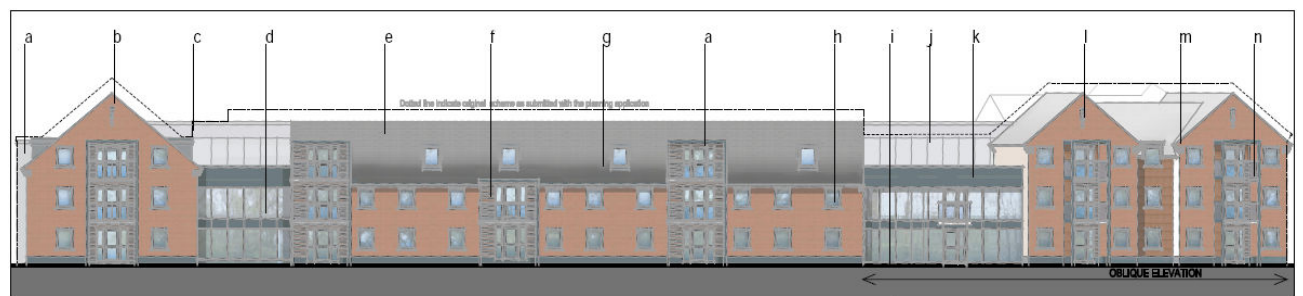 a b c d e f g a h i j k l m n
Dotted line indicate original scheme as submitted with the planning application
OBLIQUE ELEVATION